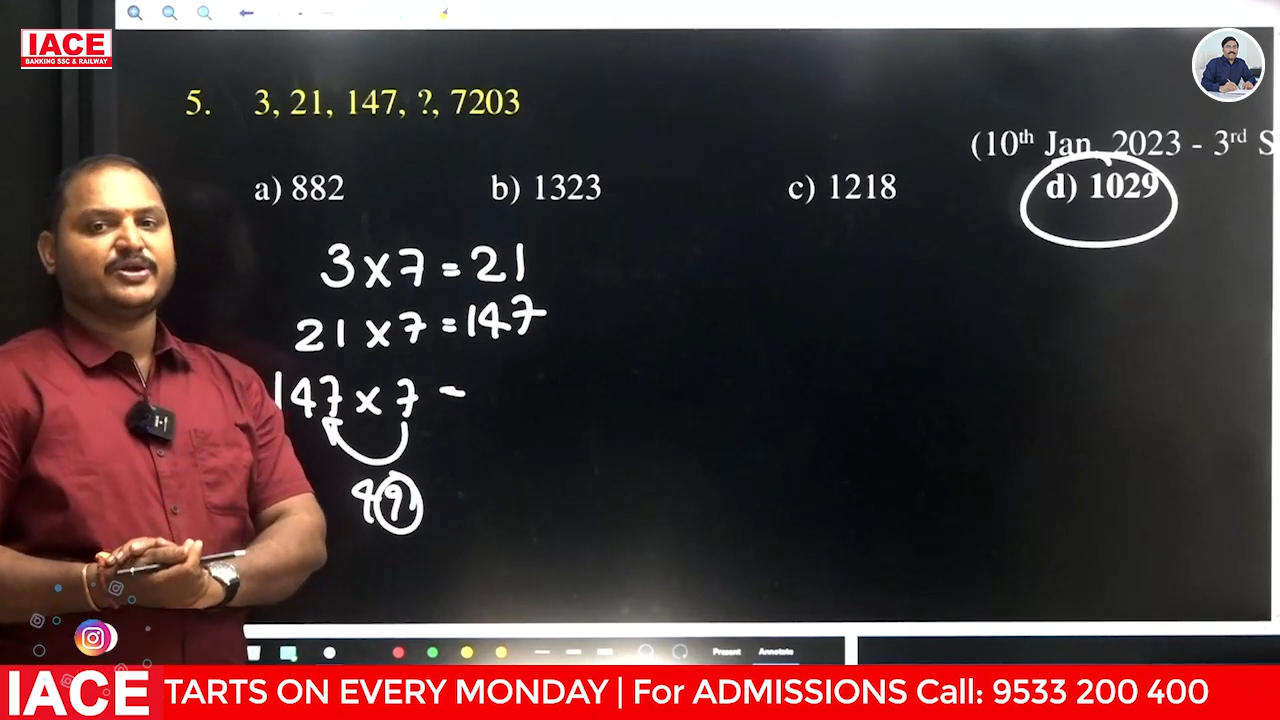 IACE
BANKING SSC & RAILWAY
5. 3, 21, 147, ?, 7203
(10th Jan, 2023 - 3rd S
a) 882 b) 1323 c) 1218 d) 1029
3 x 7 = 21
21 x 7 = 147
147 x 7 -
49
Present Annotate
IACE
TARTS ON EVERY MONDAY | For ADMISSIONS Call: 9533 200 400